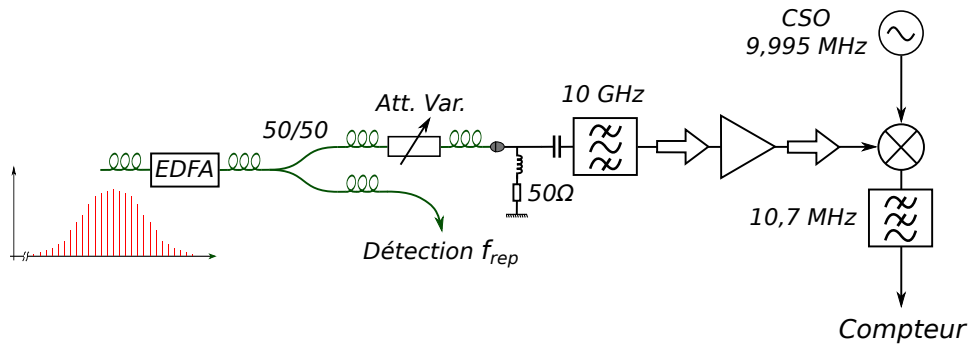 CSO
9,995 MHz
10 GHz
Att. Var.
50/50
EDFA
50Ω
10,7 MHz
Détection f_rep
Compteur